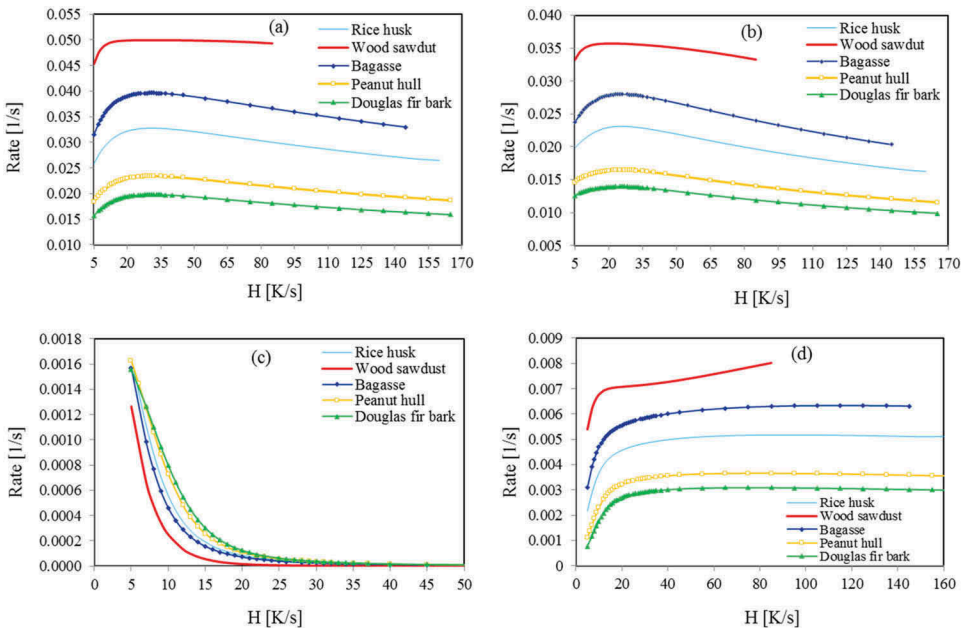 (a)
Rate [1/s]
0.055
0.050
0.045
0.040
0.035
0.030
0.025
0.020
0.015
0.010
5 20 35 50 65 80 95 110 125 140 155 170
H [K/s]
Rice husk
Wood sawdut
Bagasse
Peanut hull
Douglas fir bark
(b)
Rate [1/s]
0.040
0.035
0.030
0.025
0.020
0.015
0.010
0.005
5 20 35 50 65 80 95 110 125 140 155 170
H [K/s]
Rice husk
Wood sawdut
Bagasse
Peanut hull
Douglas fir bark
(c)
Rate [1/s]
0.0018
0.0016
0.0014
0.0012
0.0010
0.0008
0.0006
0.0004
0.0002
0.0000
0 5 10 15 20 25 30 35 40 45 50
H [K/s]
Rice husk
Wood sawdust
Bagasse
Peanut hull
Douglas fir bark
(d)
Rate [1/s]
0.009
0.008
0.007
0.006
0.005
0.004
0.003
0.002
0.001
0
0 20 40 60 80 100 120 140 160
H [K/s]
Rice husk
Wood sawdust
Bagasse
Peanut hull
Douglas fir bark